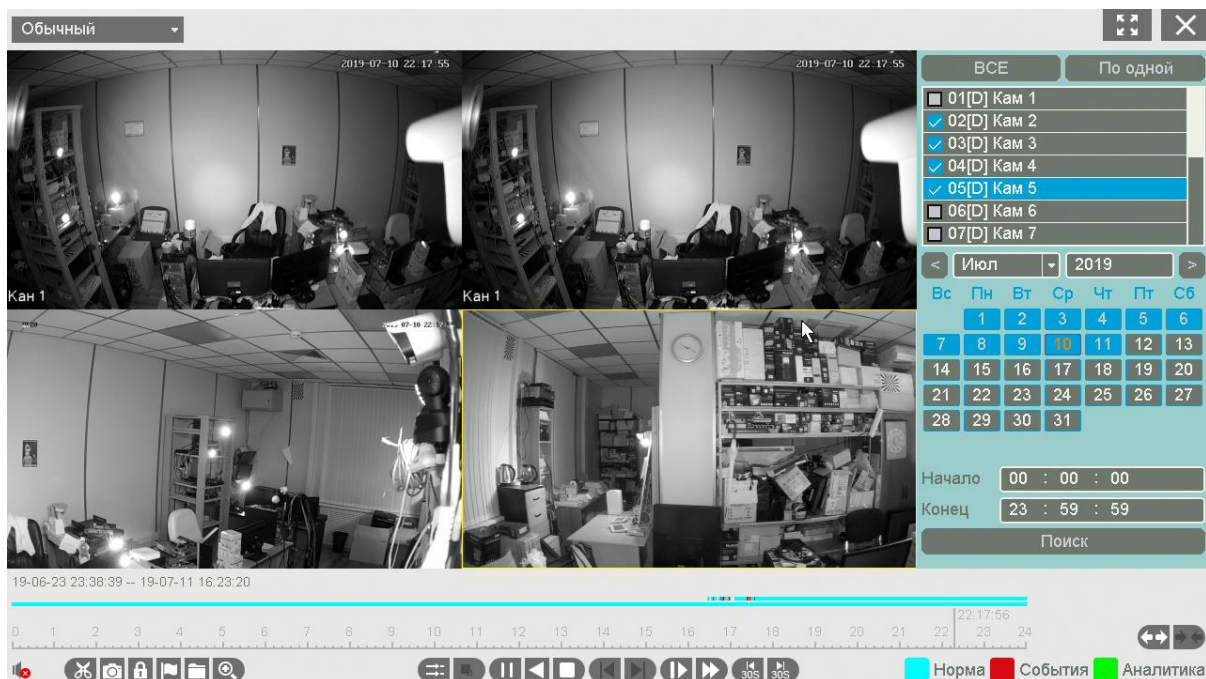 Обычный
2019-07-10 22:17:55
2019-07-10 22:17:55
Кан 1
Кан 1
07-10 22:17:
ВСЕ По одной
01[D] Кам 1
02[D] Кам 2
03[D] Кам 3
04[D] Кам 4
05[D] Кам 5
06[D] Кам 6
07[D] Кам 7
< Июл 2019 >
Вс Пн Вт Ср Чт Пт Сб
1 2 3 4 5 6
7 8 9 10 11 12 13
14 15 16 17 18 19 20
21 22 23 24 25 26 27
28 29 30 31
Начало 00 : 00 : 00
Конец 23 : 59 : 59
Поиск
19-06-23 23:38:39 -- 19-07-11 16:23:20
22:17:56
0 1 2 3 4 5 6 7 8 9 10 11 12 13 14 15 16 17 18 19 20 21 22 23 24
30S 30S
Норма События Аналитика